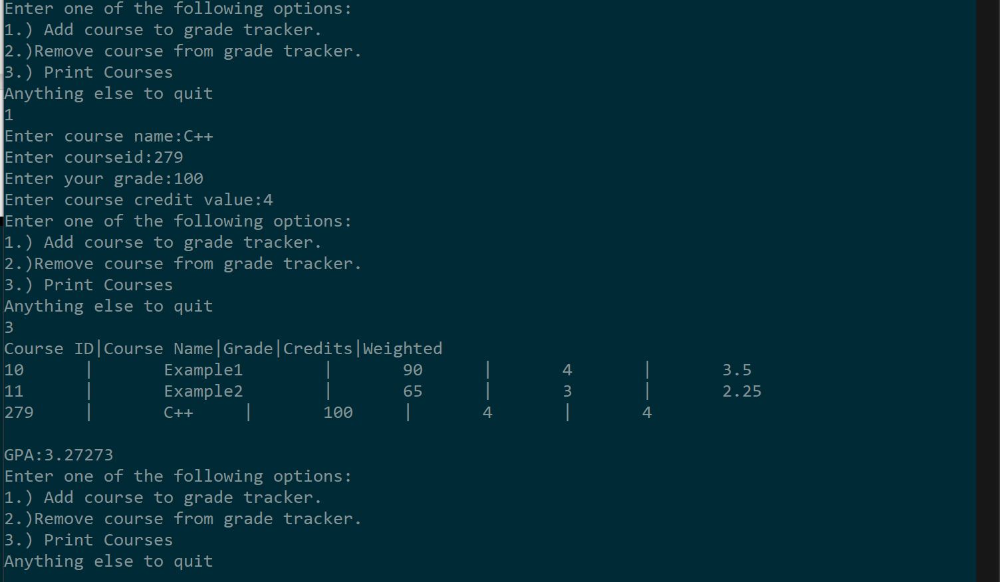 Enter one of the following options:
1.) Add course to grade tracker.
2.)Remove course from grade tracker.
3.) Print Courses
Anything else to quit
1
Enter course name:C++
Enter courseid:279
Enter your grade:100
Enter course credit value:4
Enter one of the following options:
1.) Add course to grade tracker.
2.)Remove course from grade tracker.
3.) Print Courses
Anything else to quit
3
Course ID|Course Name|Grade|Credits|Weighted
10      |       Example1        |       90      |       4       |       3.5
11      |       Example2        |       65      |       3       |       2.25
279     |       C++     |       100     |       4       |       4

GPA:3.27273
Enter one of the following options:
1.) Add course to grade tracker.
2.)Remove course from grade tracker.
3.) Print Courses
Anything else to quit